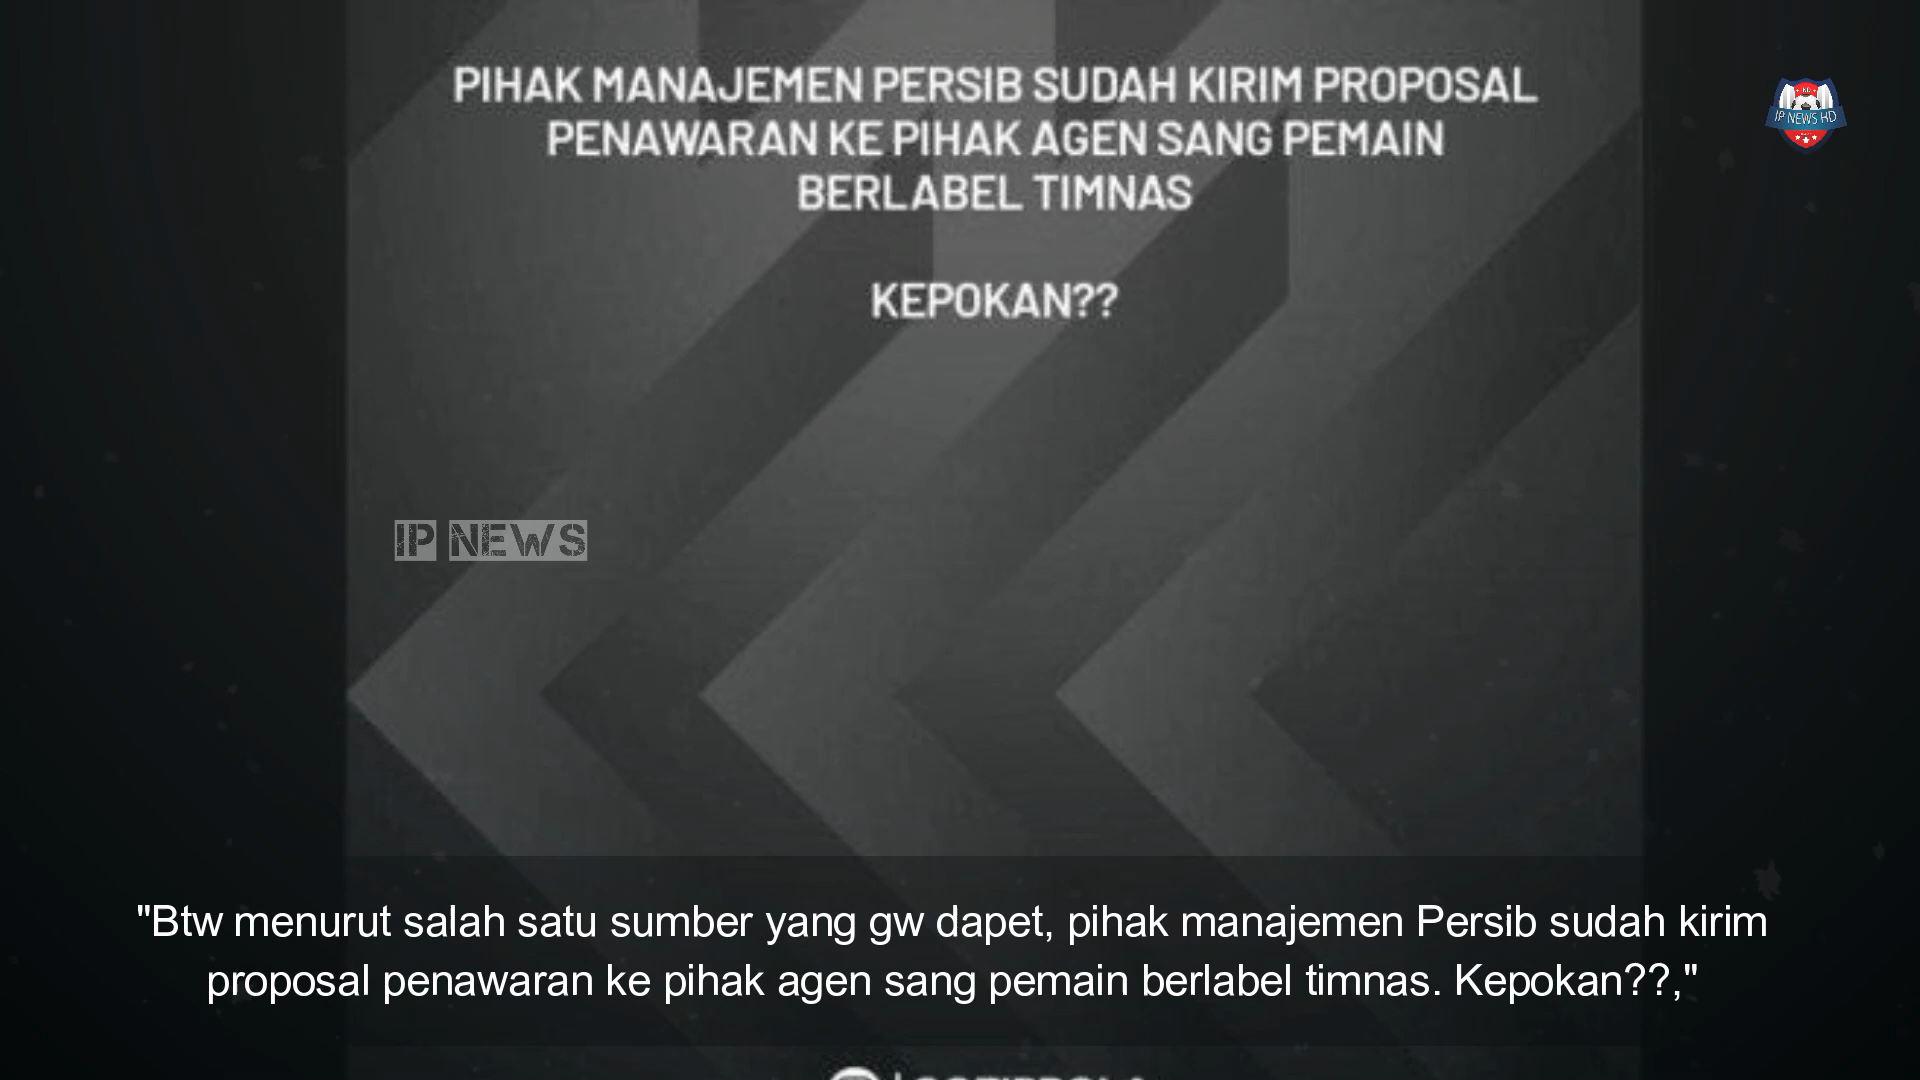 PIHAK MANAJEMEN PERSIB SUDAH KIRIM PROPOSAL
PENAWARAN KE PIHAK AGEN SANG PEMAIN
BERLABEL TIMNAS
IP NEWS HD
KEPOKAN??
IP NEWS
"Btw menurut salah satu sumber yang gw dapet, pihak manajemen Persib sudah kirim
proposal penawaran ke pihak agen sang pemain berlabel timnas. Kepokan??,"